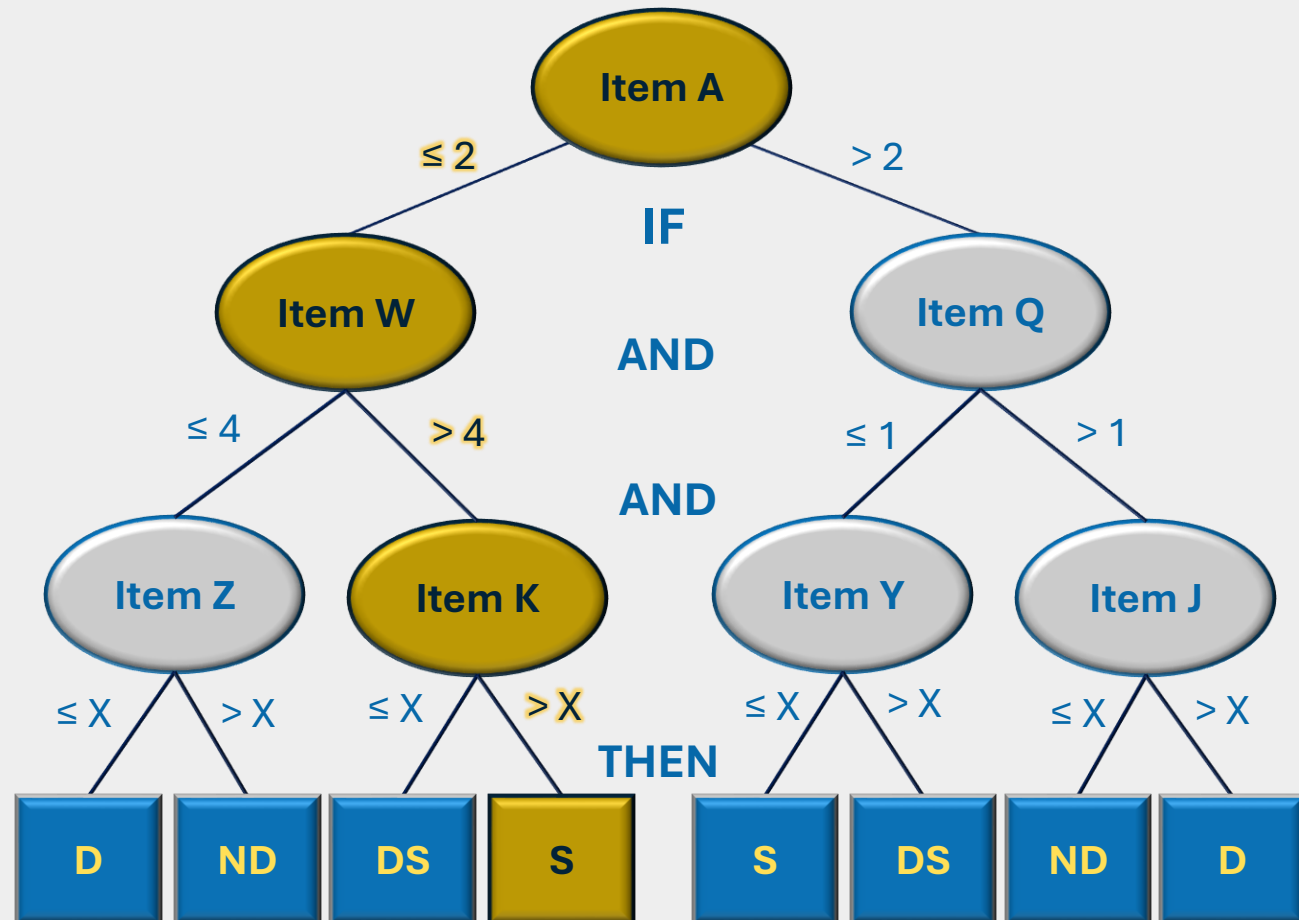 Item A
≤ 2
> 2
IF
Item W
Item Q
AND
≤ 4
> 4
≤ 1
> 1
AND
Item Z
Item K
Item Y
Item J
≤ X
> X
≤ X
> X
≤ X
> X
≤ X
> X
THEN
D
ND
DS
S
S
DS
ND
D